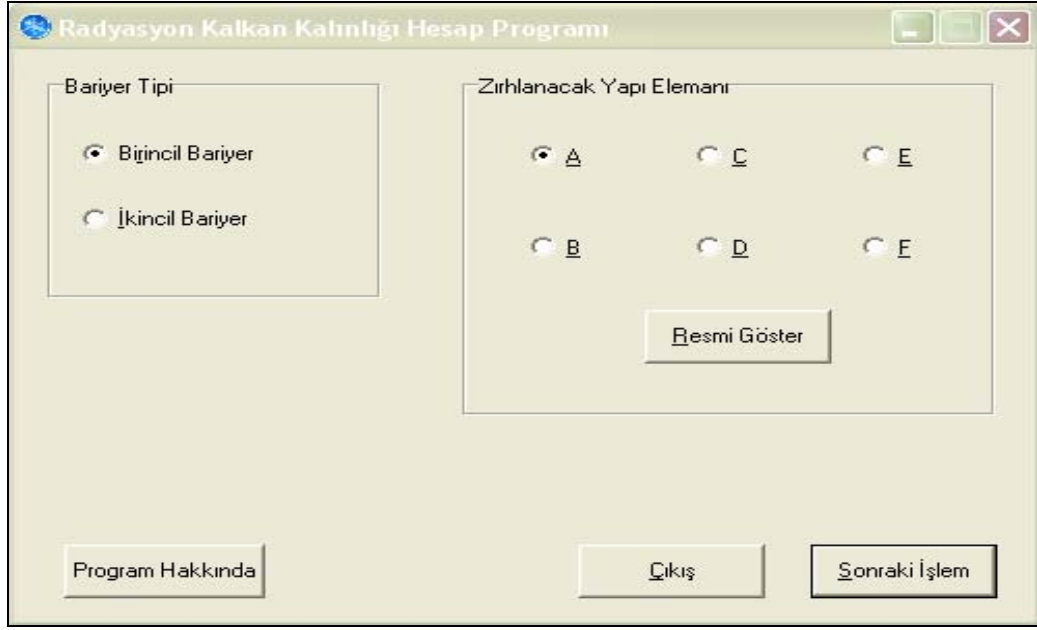 Radyasyon Kalkan Kalınlığı Hesap Programı
Bariyer Tipi
Birincil Bariyer
İkincil Bariyer
Zırhlanacak Yapı Elemanı
A C E
B D F
Resmi Göster
Program Hakkında Çıkış Sonraki İşlem